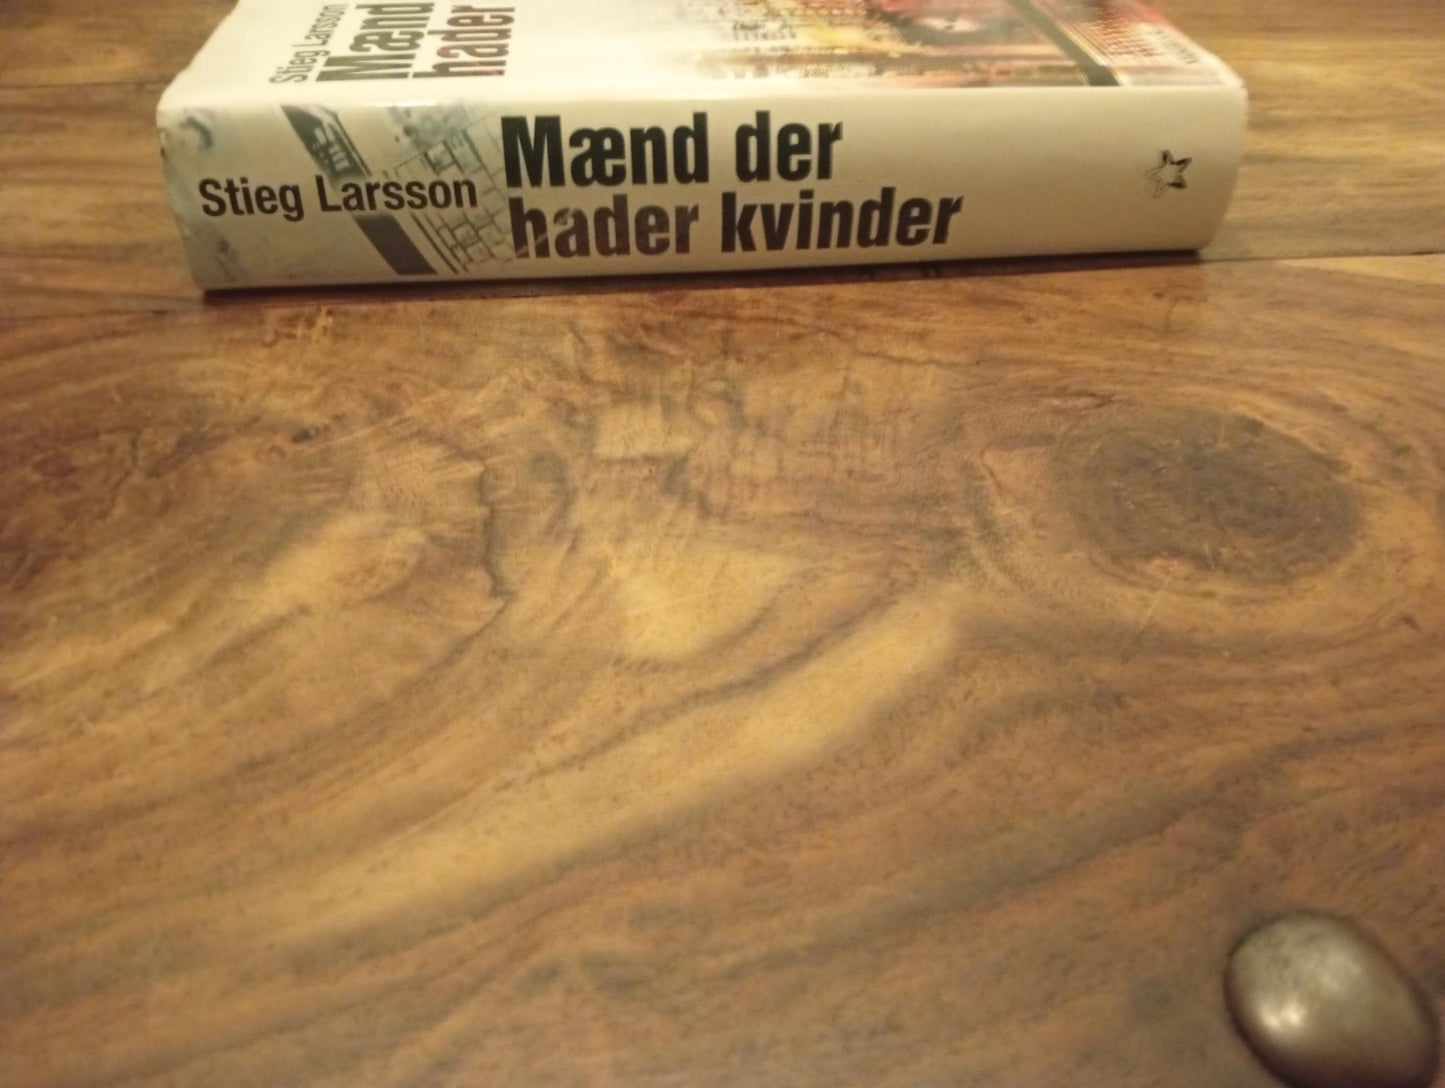 Stieg Larsson
Mænd
hader
Stieg Larsson
Mænd der
hader kvinder